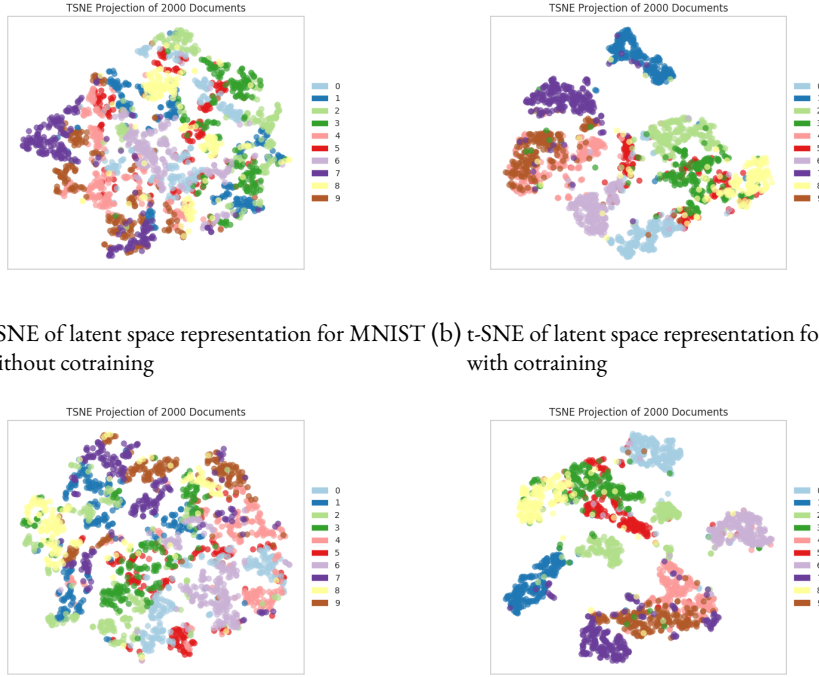 TSNE Projection of 2000 Documents
0
1
2
3
4
5
6
7
8
9
TSNE Projection of 2000 Documents
SNE of latent space representation for MNIST
without cotraining
(b) t-SNE of latent space representation fo
with cotraining
TSNE Projection of 2000 Documents
0
1
2
3
4
5
6
7
8
9
TSNE Projection of 2000 Documents